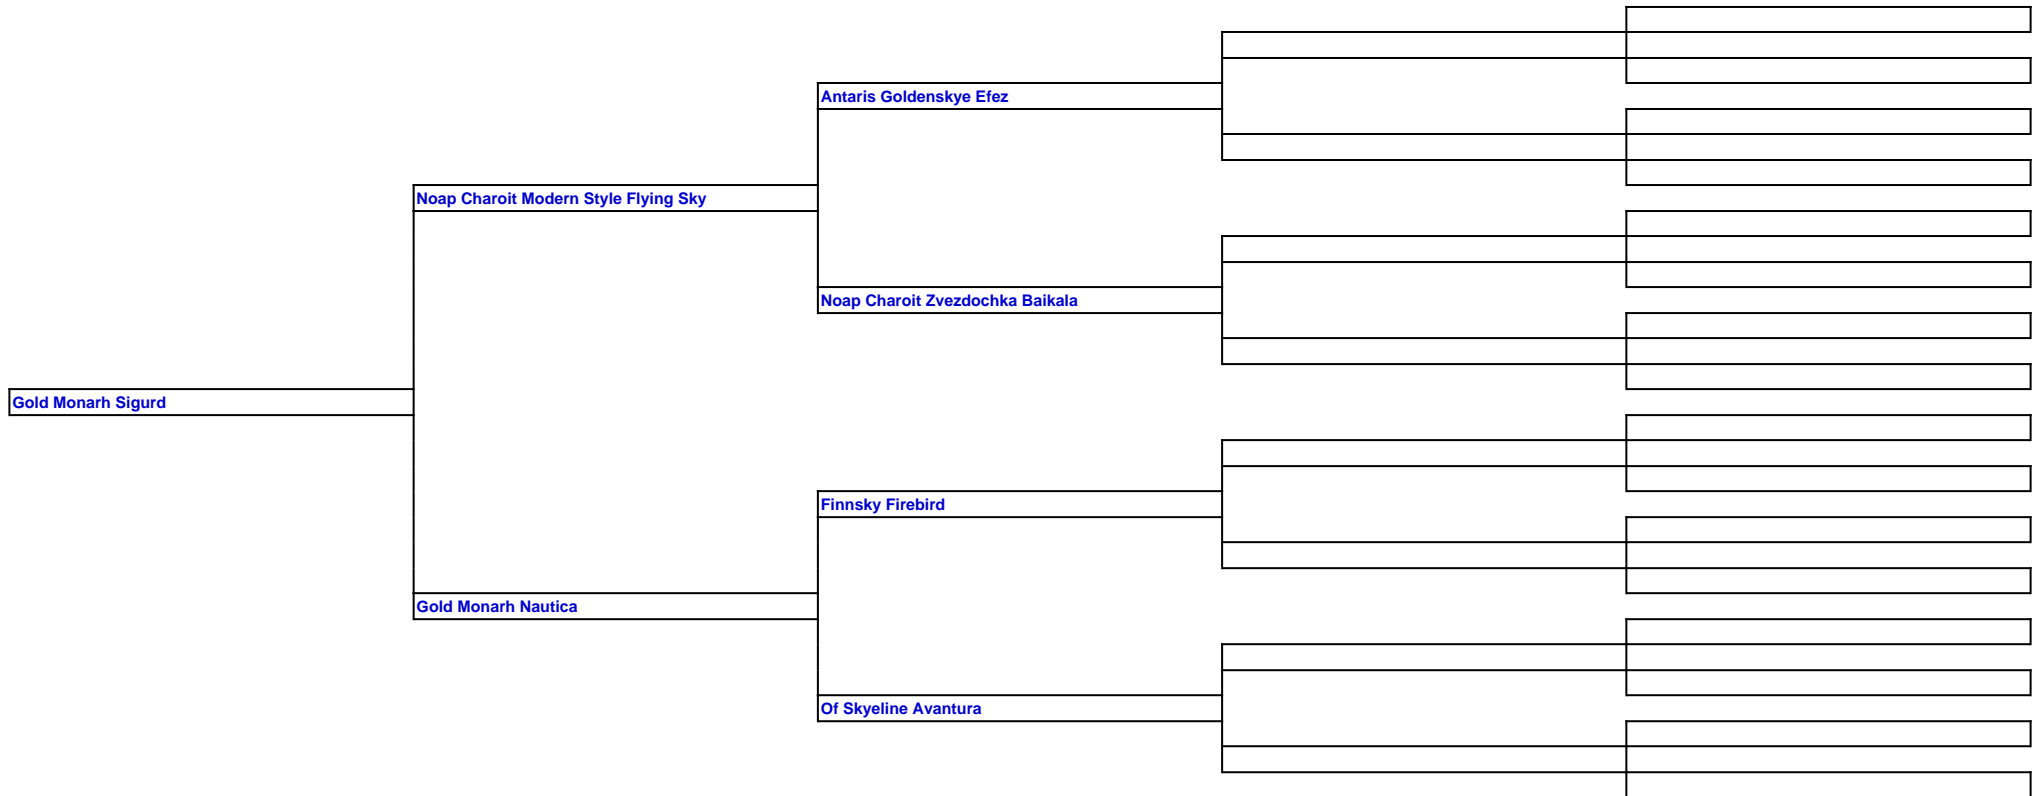 Antaris Goldenskye Efez
Noap Charoit Modern Style Flying Sky
Noap Charoit Zvezdochka Baikala
Gold Monarh Sigurd
Finnsky Firebird
Gold Monarh Nautica
Of Skyeline Avantura